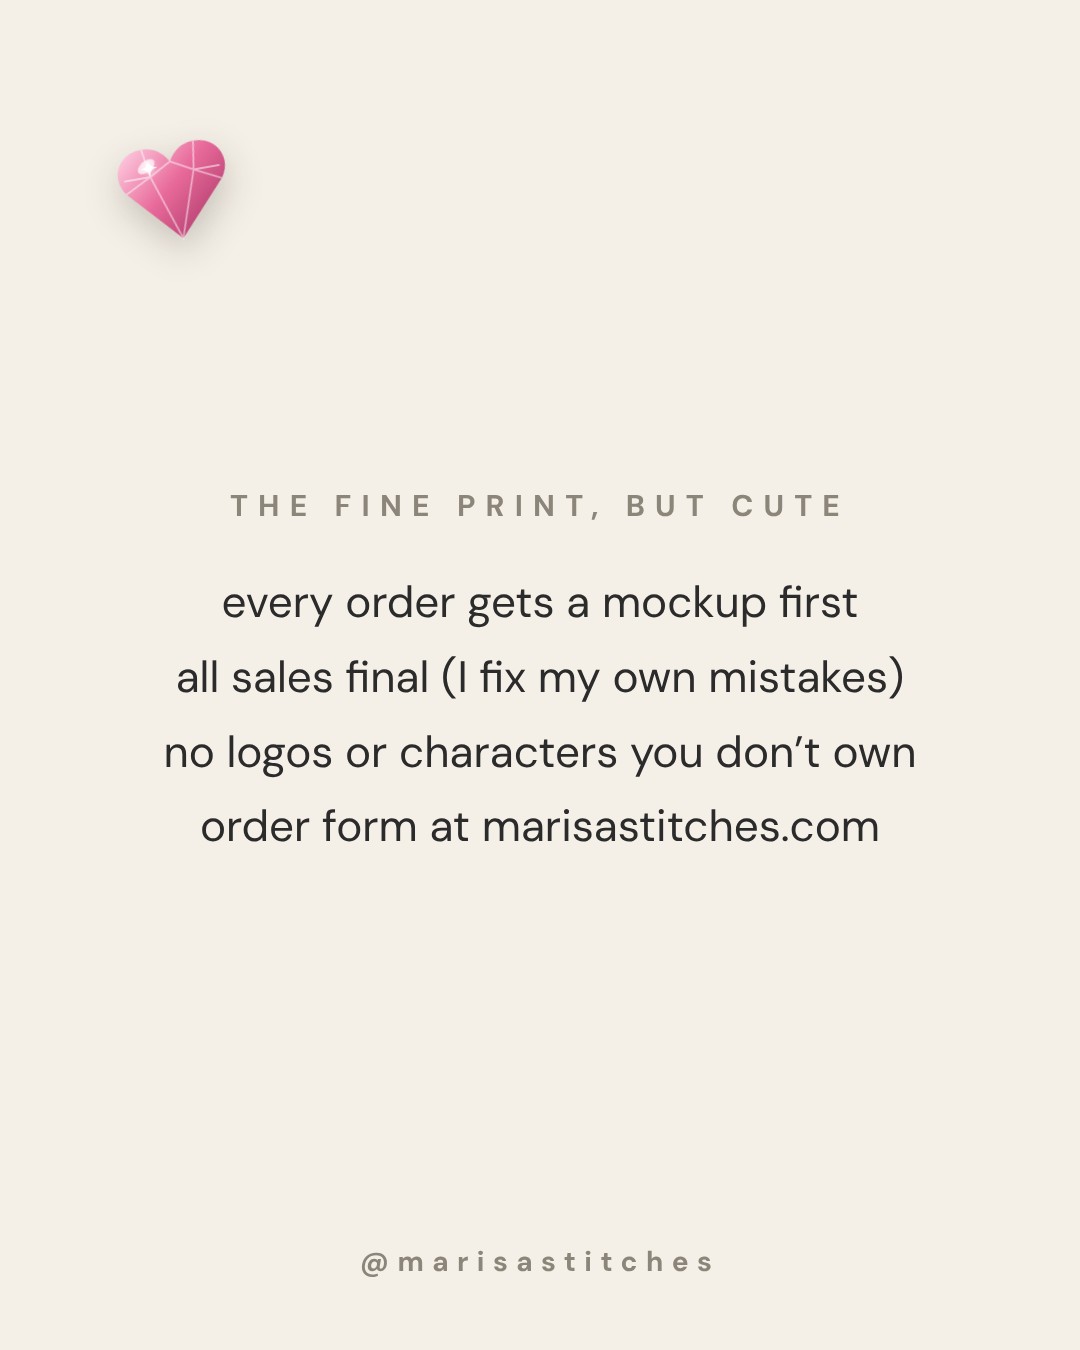 THE FINE PRINT, BUT CUTE
every order gets a mockup first
all sales final (I fix my own mistakes)
no logos or characters you don’t own
order form at marisastitches.com
@marisastitches